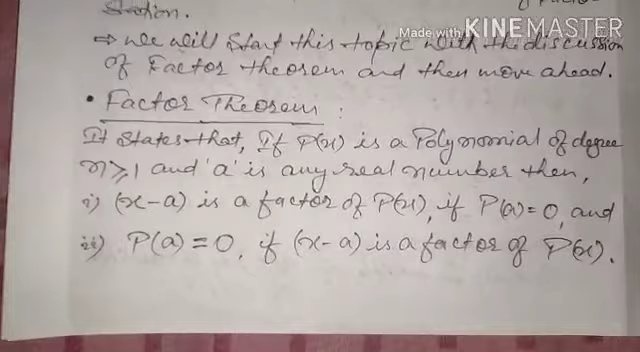 station.
Made with KINEMASTER
⇒ we will start this topic with the discussion
of Factor theorem and then move ahead.
• Factor Theorem :
It states that, If P(x) is a Polynomial of degree
n≥1 and 'a' is any real number then,
i) (x-a) is a factor of P(x), if P(a)=0, and
ii) P(a)=0, if (x-a) is a factor of P(x).